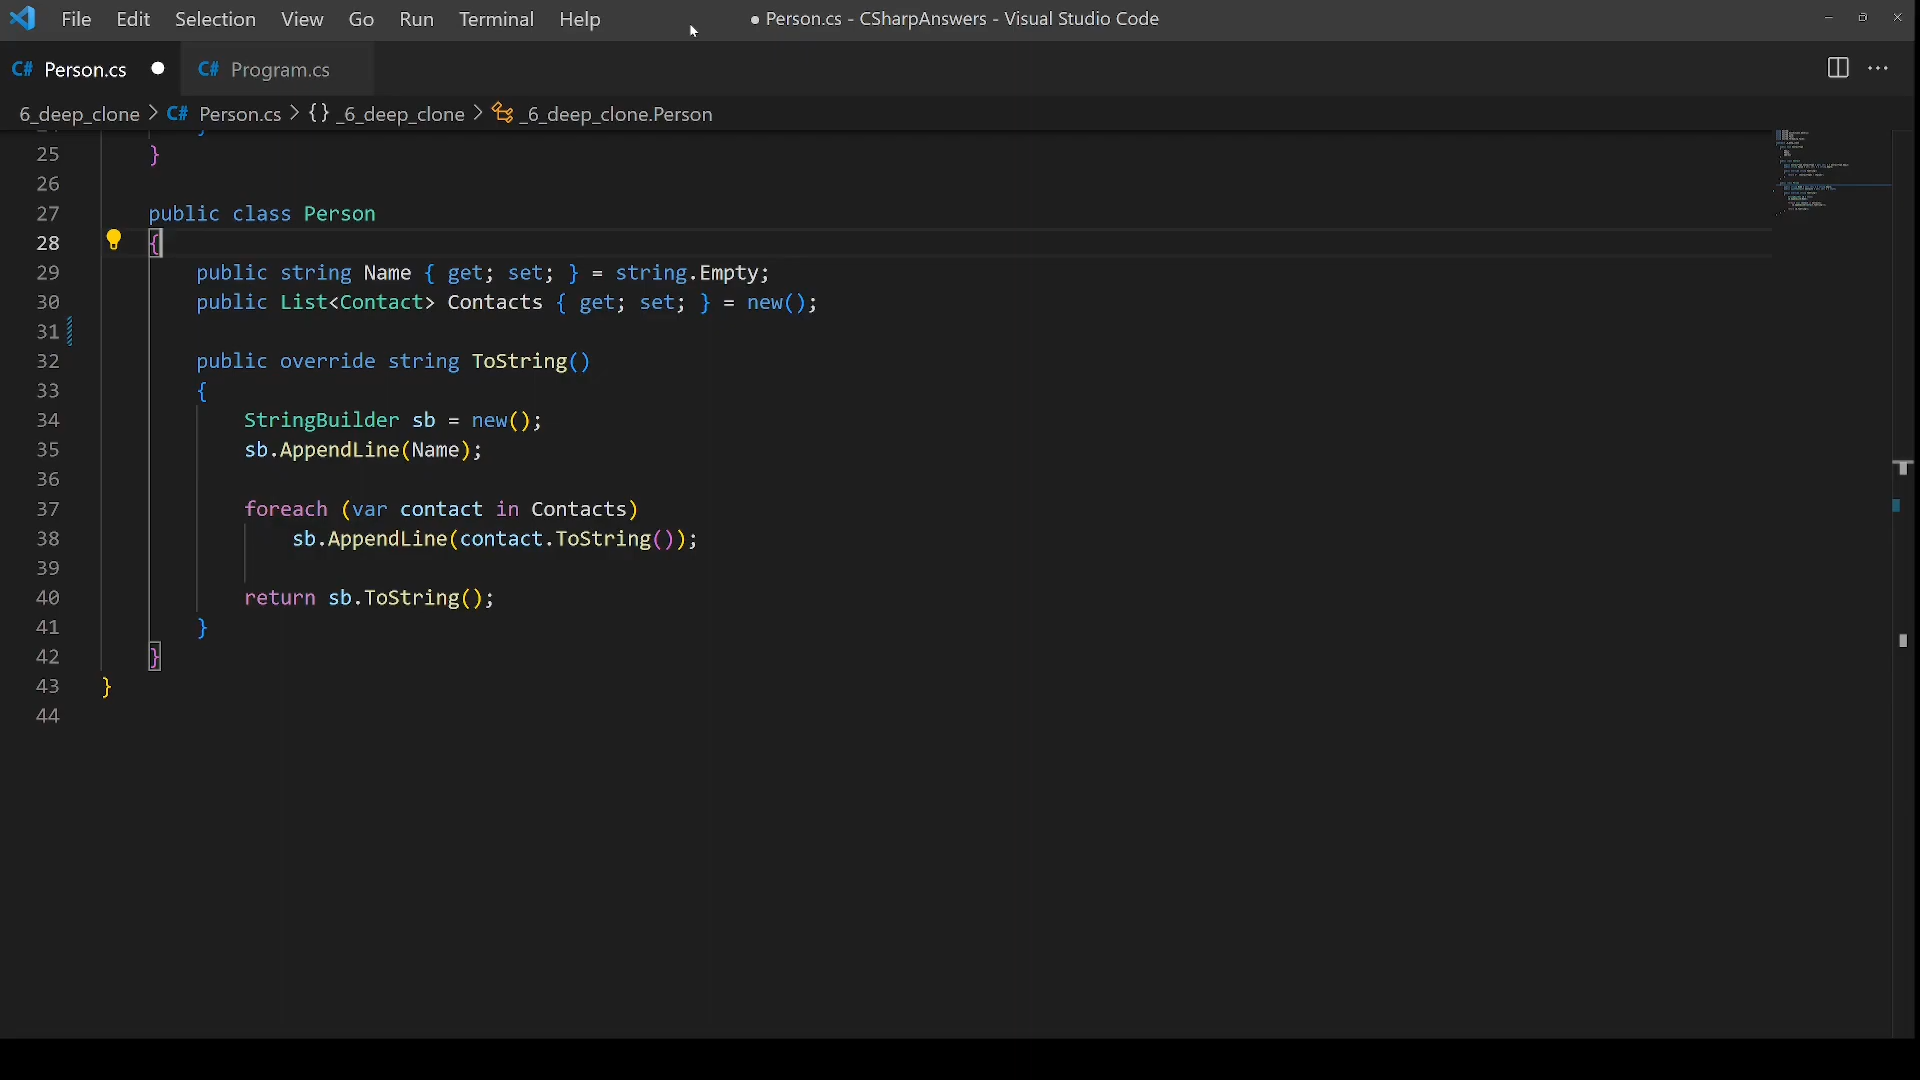 File Edit Selection View Go Run Terminal Help ● Person.cs - CSharpAnswers - Visual Studio Code
C# Person.cs ● C# Program.cs
6_deep_clone > C# Person.cs > {} _6_deep_clone > _6_deep_clone.Person
25 }
26
27 public class Person
28 {
29 public string Name { get; set; } = string.Empty;
30 public List<Contact> Contacts { get; set; } = new();
31
32 public override string ToString()
33 {
34 StringBuilder sb = new();
35 sb.AppendLine(Name);
36
37 foreach (var contact in Contacts)
38 sb.AppendLine(contact.ToString());
39
40 return sb.ToString();
41 }
42 }
43 }
44